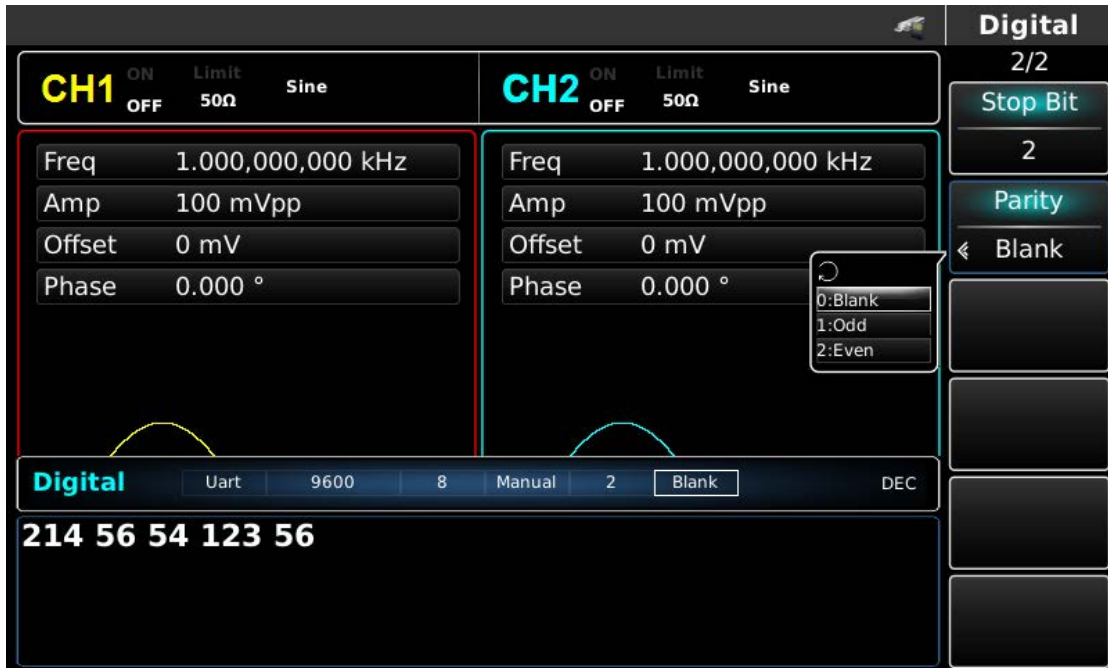 Digital
2/2
CH1 ON OFF Limit 50Ω Sine
CH2 ON OFF Limit 50Ω Sine
Stop Bit
2
Freq 1.000,000,000 kHz
Amp 100 mVpp
Offset 0 mV
Phase 0.000 °
Freq 1.000,000,000 kHz
Amp 100 mVpp
Offset 0 mV
Phase 0.000 °
Parity
Blank
0:Blank
1:Odd
2:Even
Digital Uart 9600 8 Manual 2 Blank DEC
214 56 54 123 56